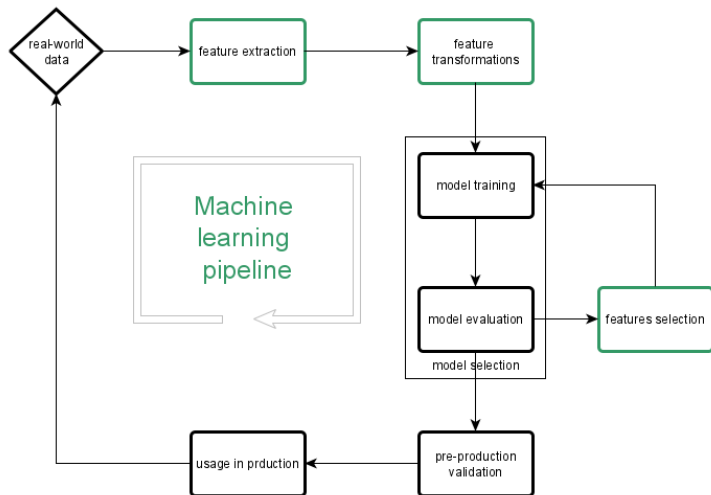 real-world
data
feature extraction
feature
transformations
Machine
learning
pipeline
model training
model evaluation
features selection
model selection
usage in prduction
pre-production
validation